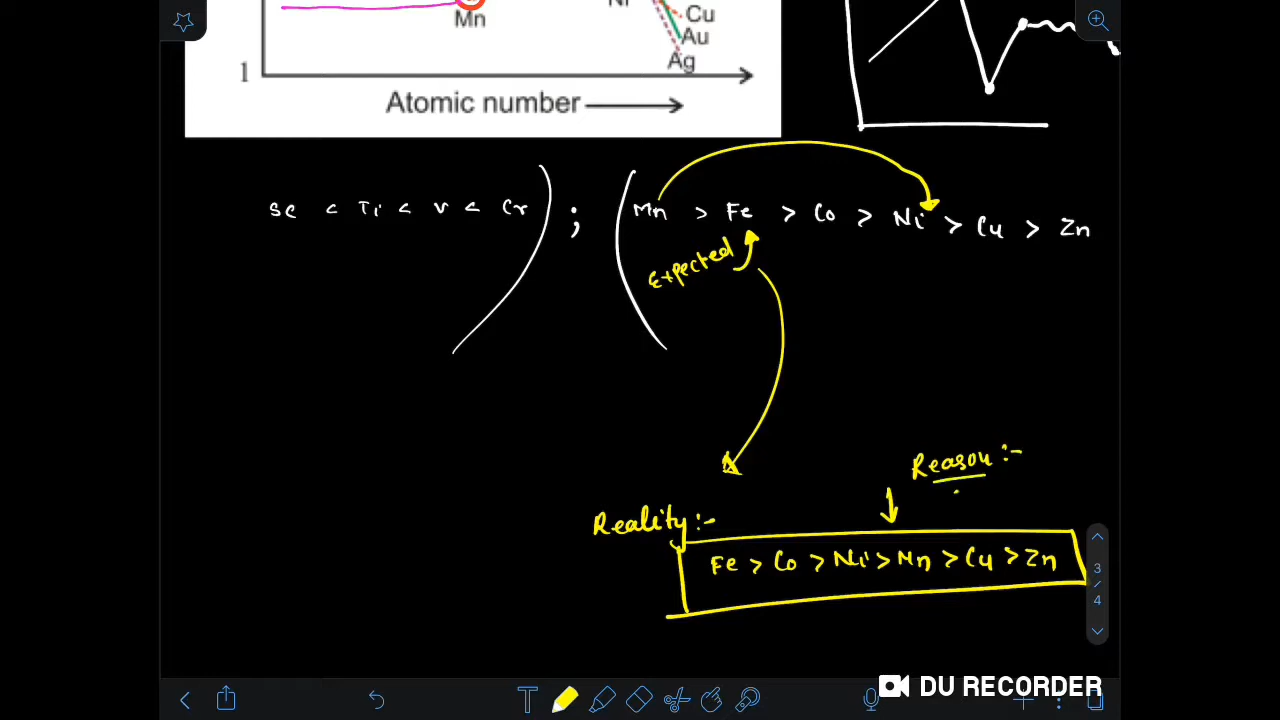 Ni
Cu
Mn
Au
Ag
1
Atomic number
Sc < Ti < V < Cr ) ; ( Mn > Fe > Co > Ni > Cu > Zn
Expected
Reason :-
Reality :-
Fe > Co > Ni > Mn > Cu > Zn
3
/
4
T
DU RECORDER